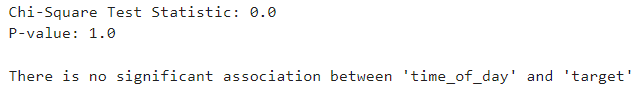 Chi-Square Test Statistic: 0.0
P-value: 1.0
There is no significant association between 'time_of_day' and 'target'